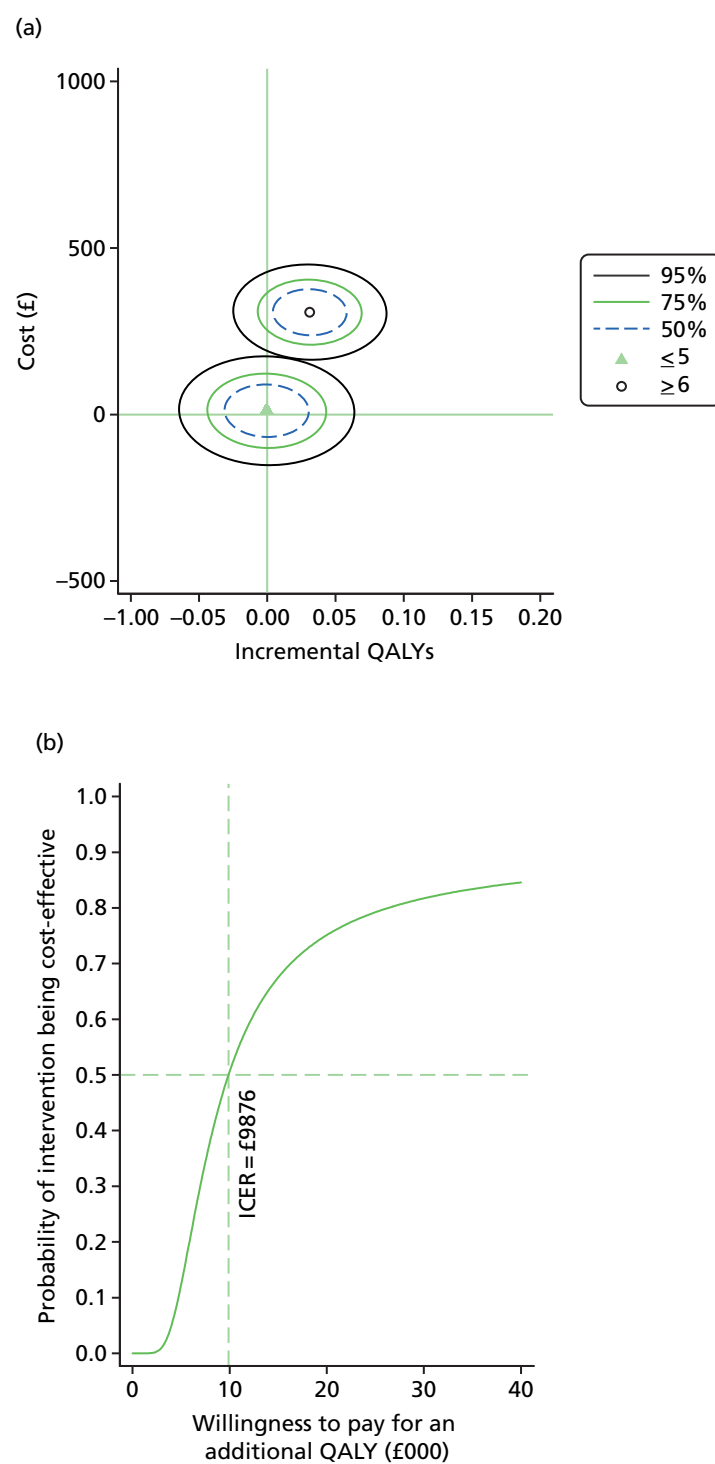 (a)
1000
500
0
–500
Cost (£)
–1.00 –0.05 0.00 0.05 0.10 0.15 0.20
Incremental QALYs
95%
75%
50%
≤5
≥6
(b)
1.0
0.9
0.8
0.7
0.6
0.5
0.4
0.3
0.2
0.1
0.0
Probability of intervention being cost-effective
ICER = £9876
0 10 20 30 40
Willingness to pay for an
additional QALY (£000)